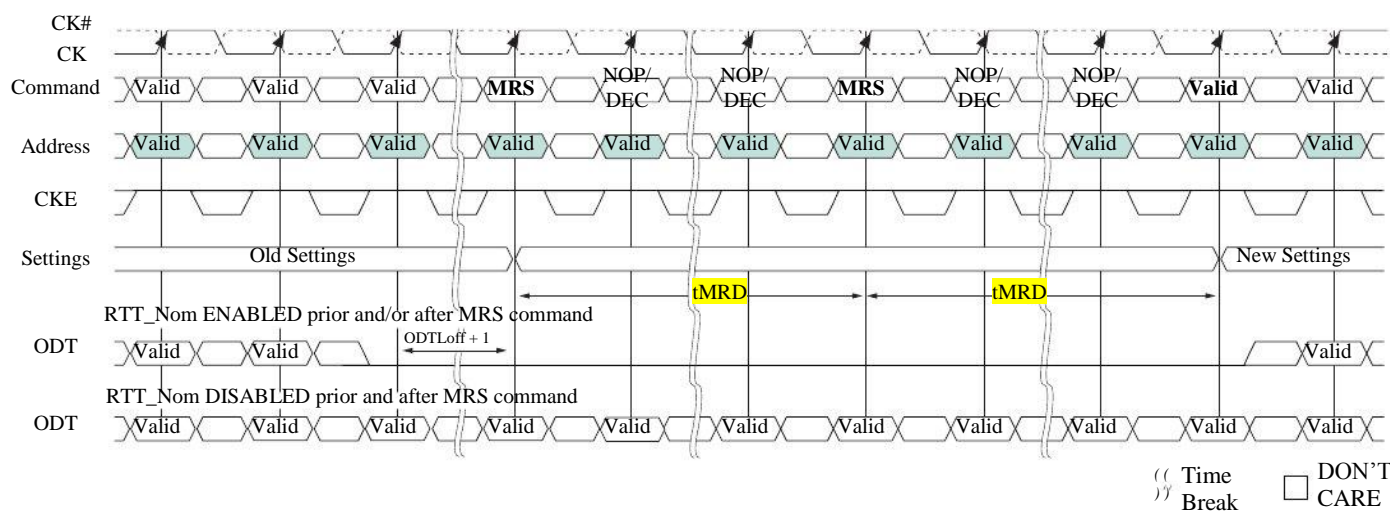 CK#
CK
Command Valid Valid Valid MRS NOP/DEC NOP/DEC MRS NOP/DEC NOP/DEC Valid Valid
Address Valid Valid Valid Valid Valid Valid Valid Valid Valid Valid Valid
CKE
Settings Old Settings New Settings
tMRD tMRD
RTT_Nom ENABLED prior and/or after MRS command
ODTLoff + 1
ODT Valid Valid Valid
RTT_Nom DISABLED prior and after MRS command
ODT Valid Valid Valid Valid Valid Valid Valid Valid Valid Valid Valid
Time Break
DON'T CARE